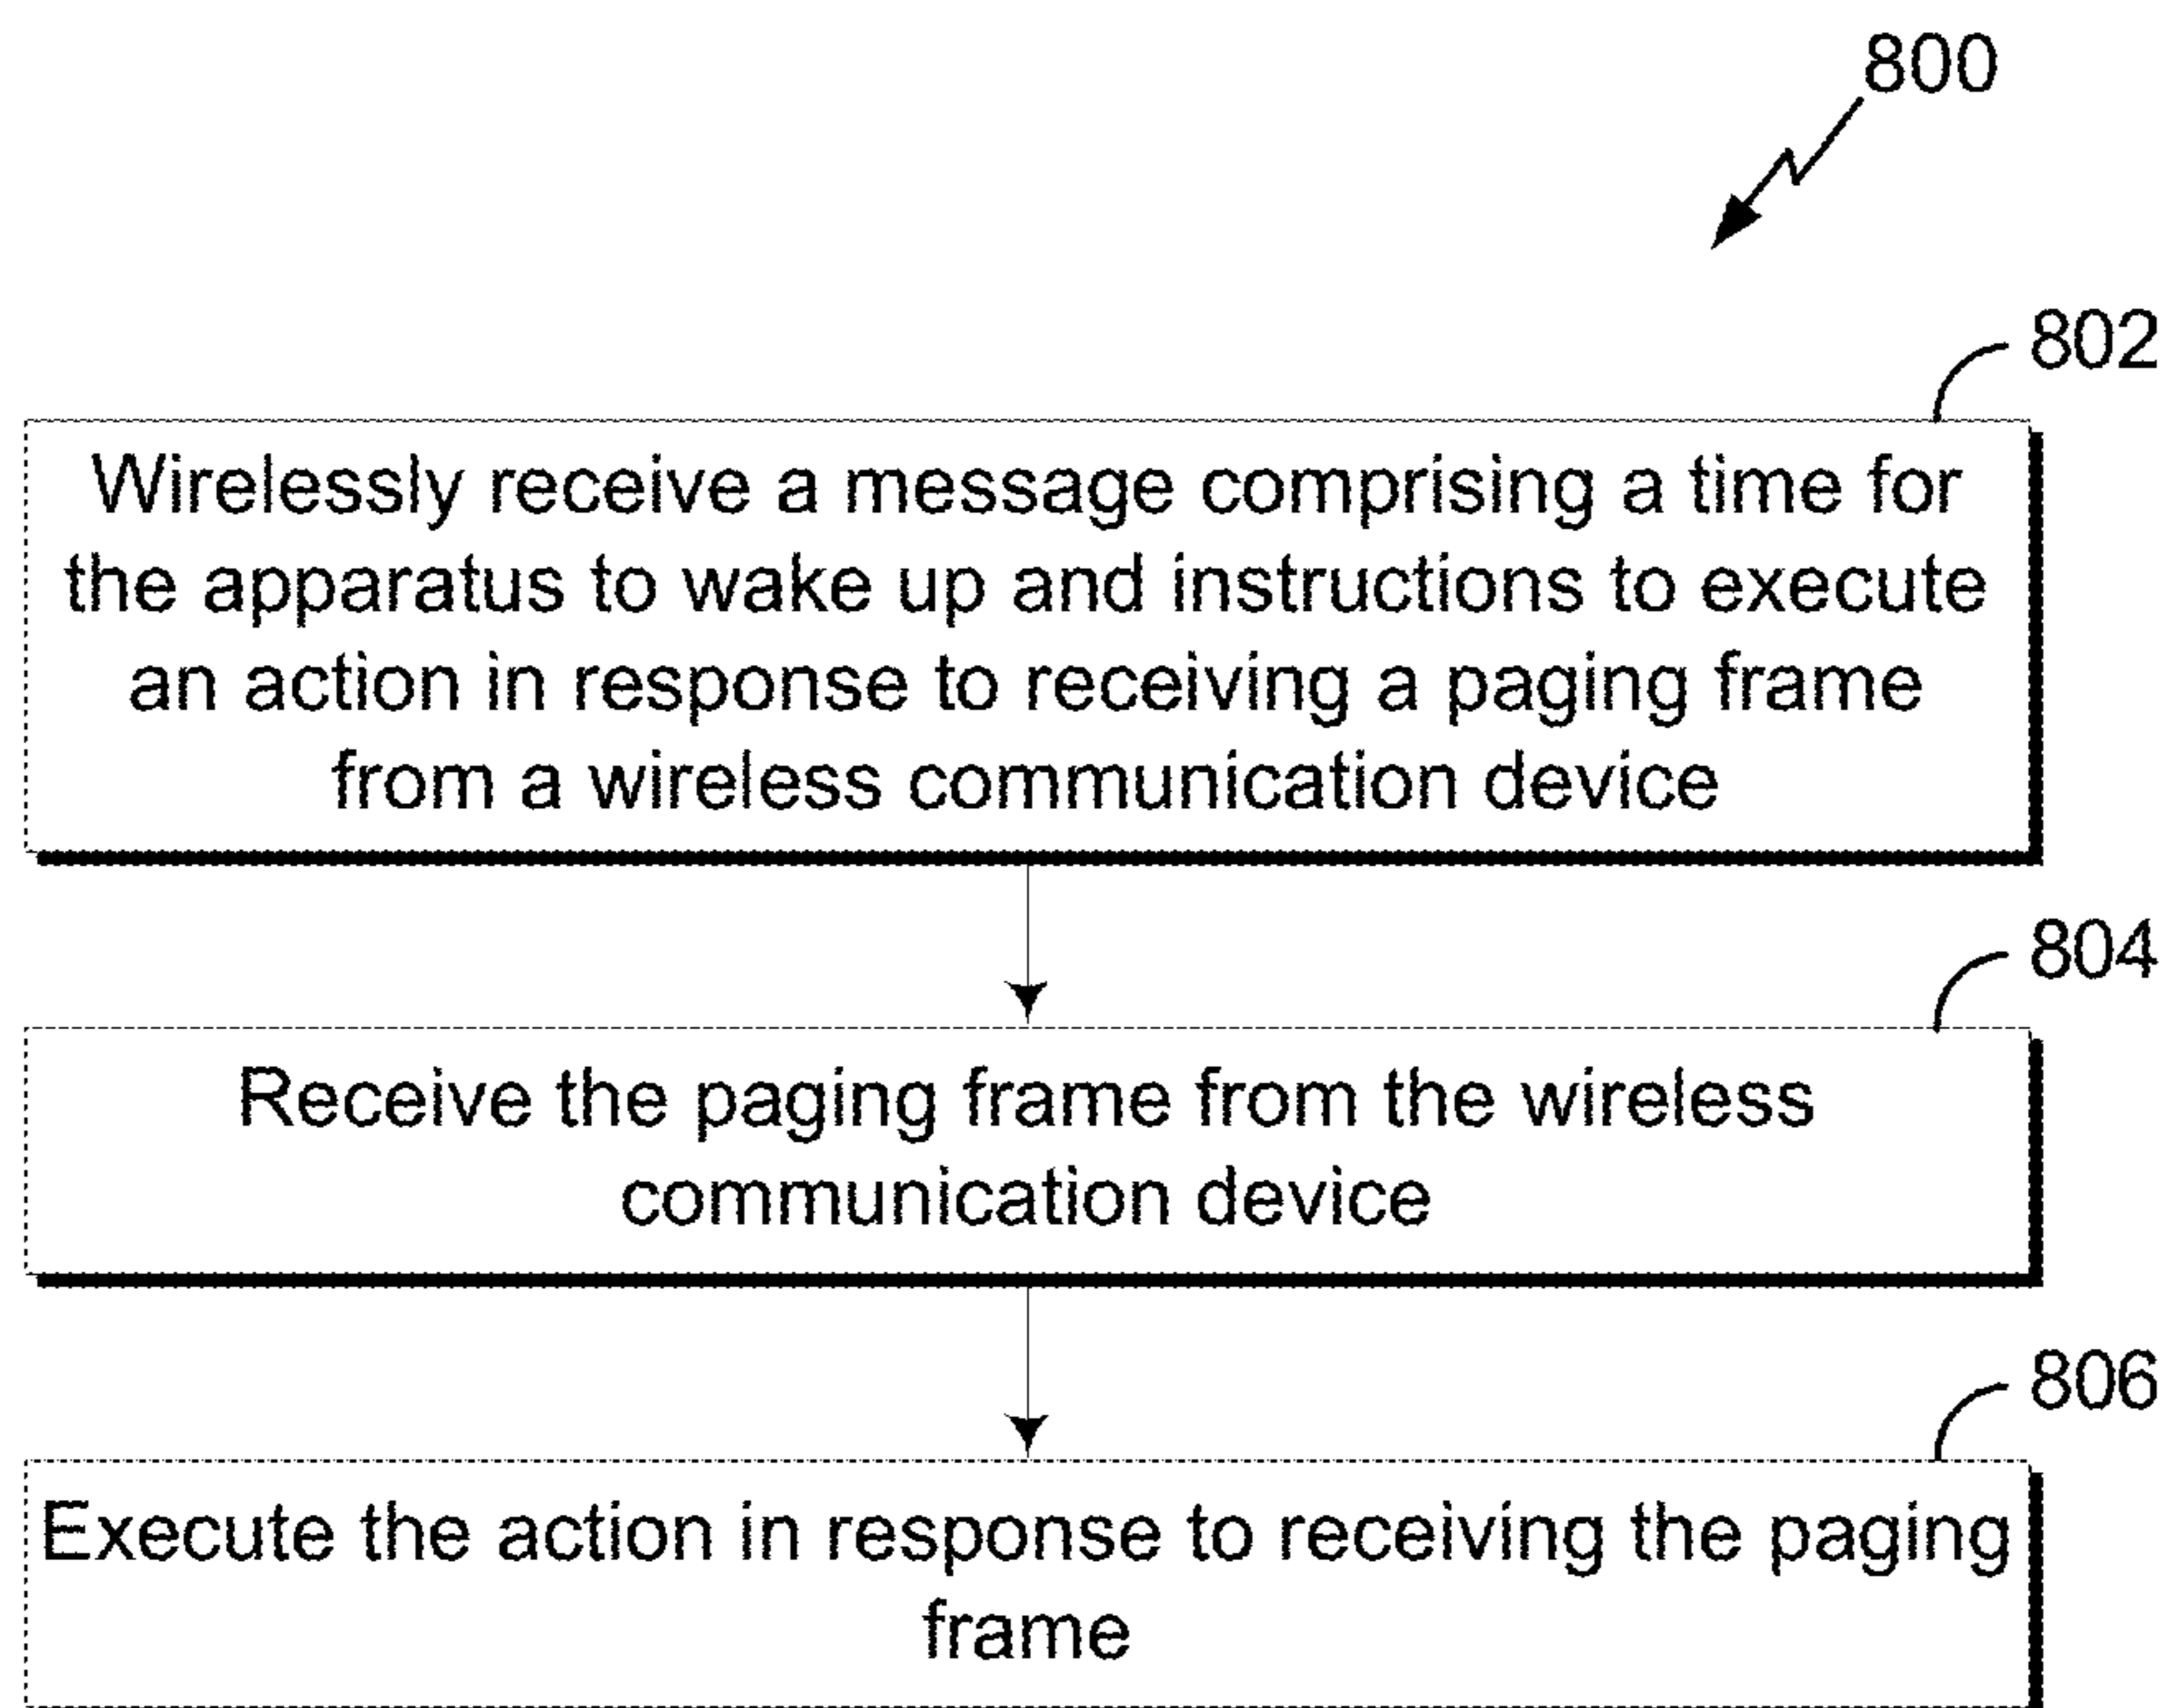 800
802
Wirelessly receive a message comprising a time for
the apparatus to wake up and instructions to execute
an action in response to receiving a paging frame
from a wireless communication device
804
Receive the paging frame from the wireless
communication device
806
Execute the action in response to receiving the paging
frame